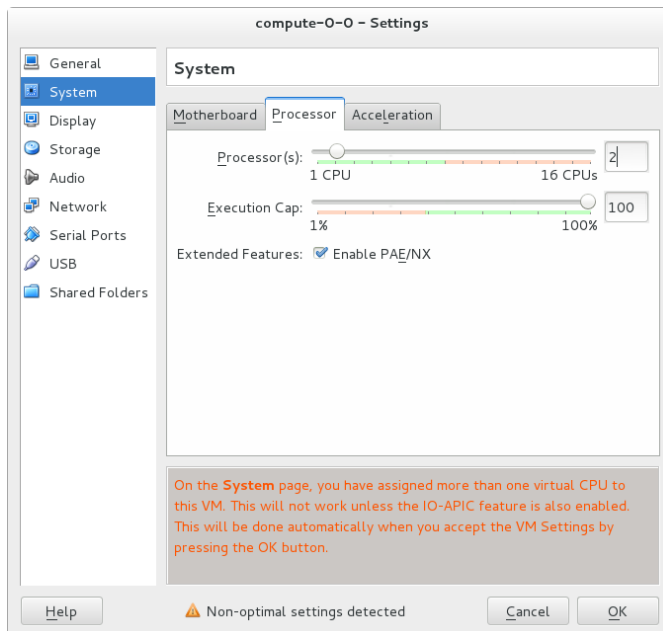 compute-0-0 - Settings
General
System
Display
Storage
Audio
Network
Serial Ports
USB
Shared Folders
System
Motherboard Processor Acceleration
Processor(s): 2
1 CPU 16 CPUs
Execution Cap: 100
1% 100%
Extended Features: Enable PAE/NX
On the System page, you have assigned more than one virtual CPU to
this VM. This will not work unless the IO-APIC feature is also enabled.
This will be done automatically when you accept the VM Settings by
pressing the OK button.
Help Non-optimal settings detected Cancel OK